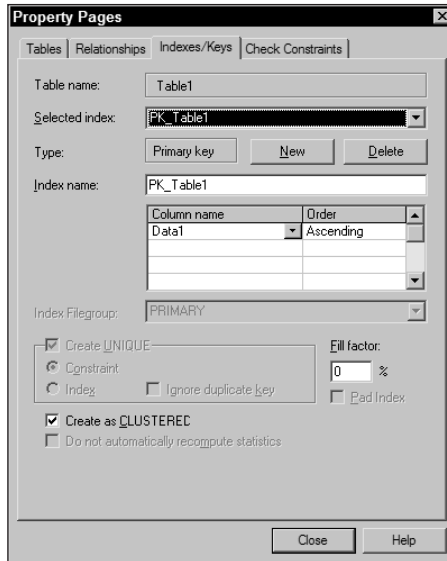 Property Pages
Tables Relationships Indexes/Keys Check Constraints
Table name: Table1
Selected index: PK_Table1
Type: Primary key New Delete
Index name: PK_Table1
Column name Order
Data1 Ascending
Index Filegroup: PRIMARY
Create UNIQUE Fill factor:
Constraint 0 %
Index Ignore duplicate key Pad Index
Create as CLUSTERED
Do not automatically recompute statistics
Close Help